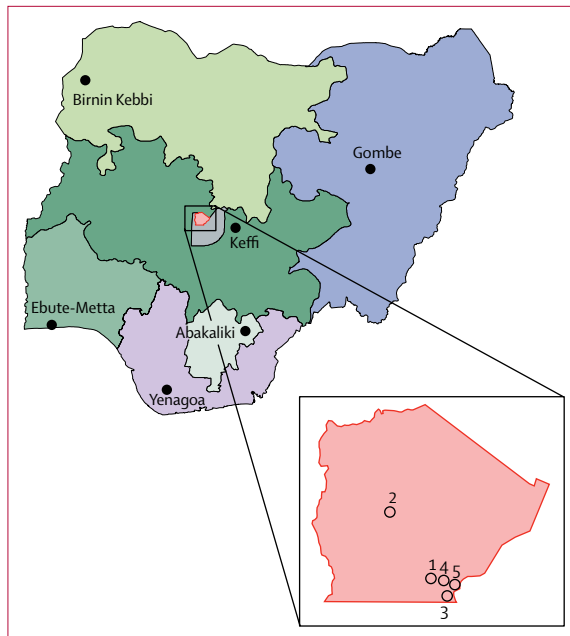 Birnin Kebbi
Gombe
Keffi
Ebute-Metta
Abakaliki
Yenagoa
2
1 4 5
3